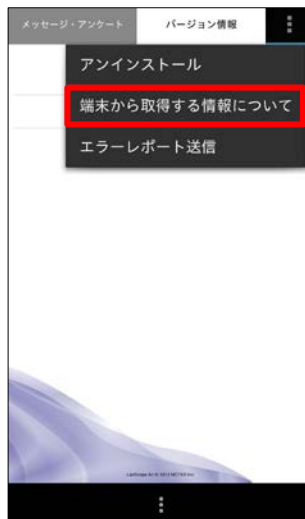 メッセージ・アンケート
バージョン情報
アンインストール
端末から取得する情報について
エラーレポート送信